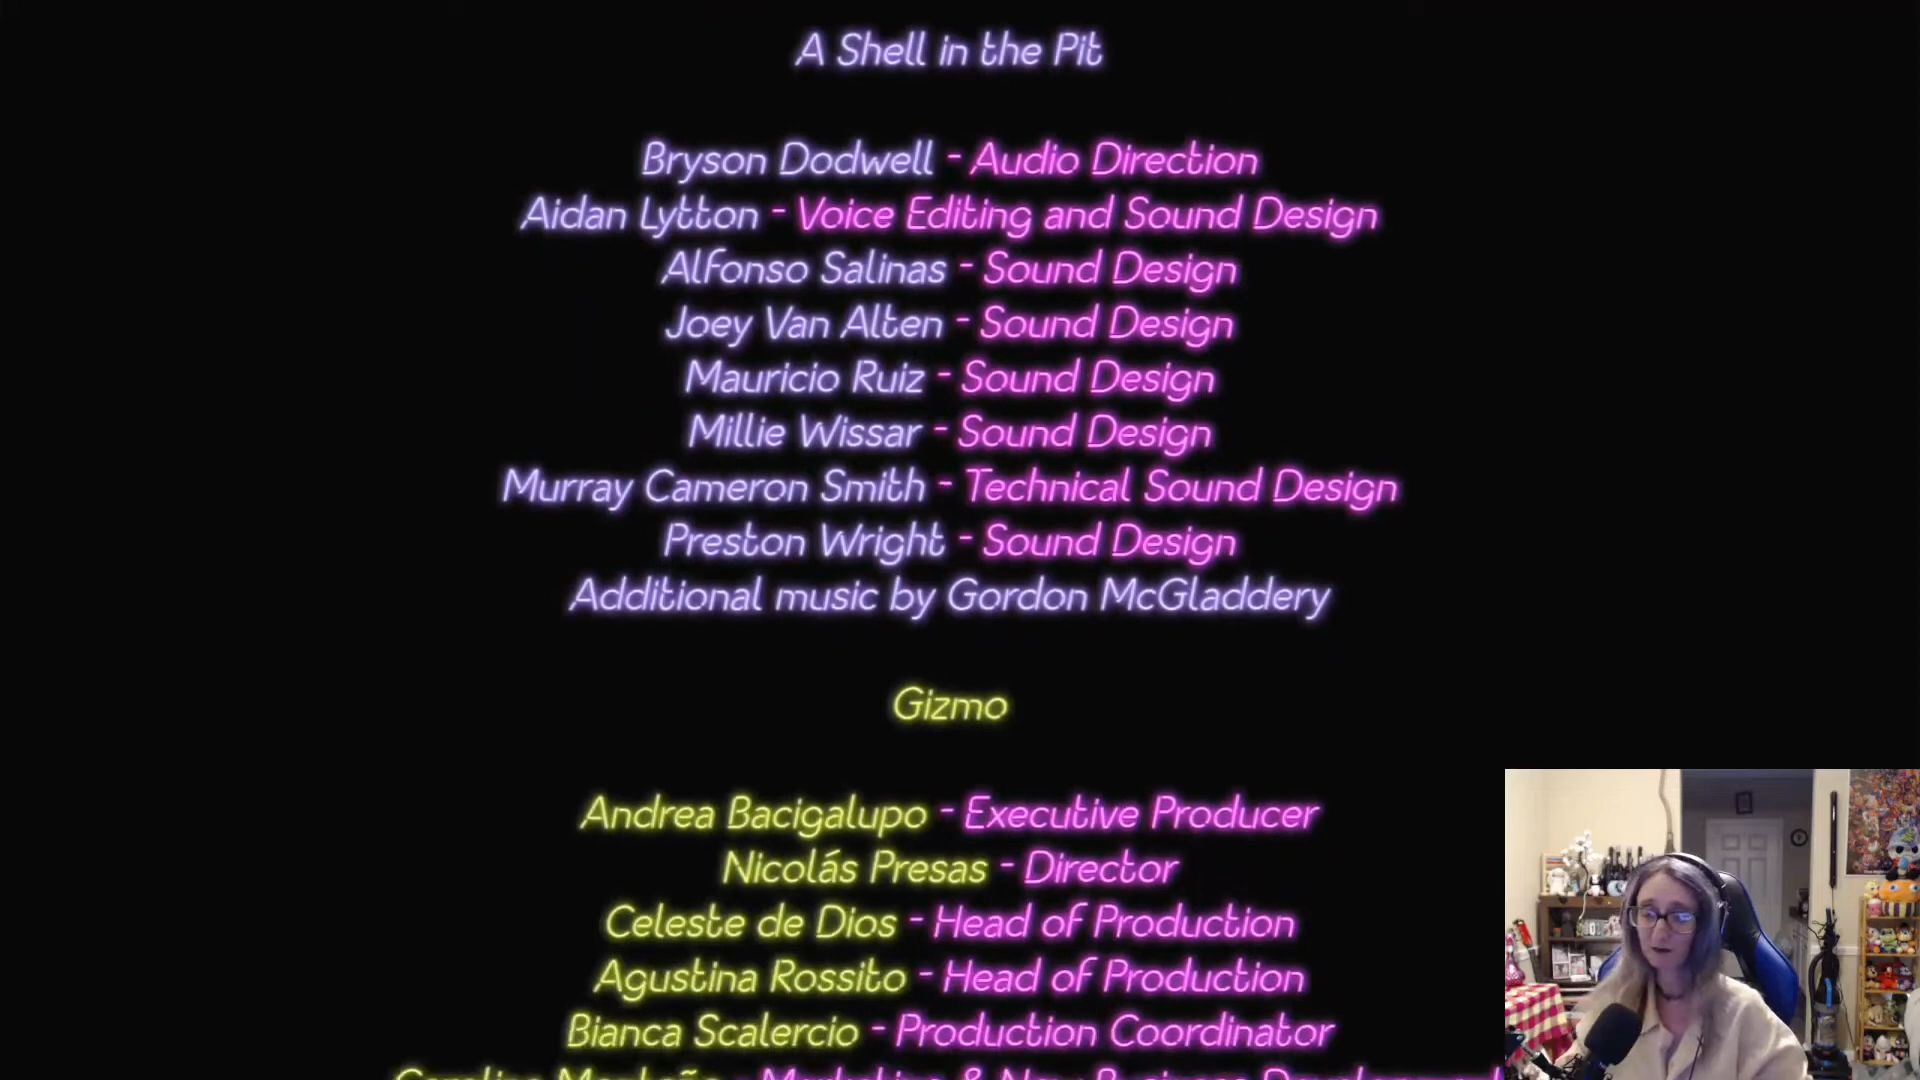 A Shell in the Pit
Bryson Dodwell - Audio Direction
Aidan Lytton - Voice Editing and Sound Design
Alfonso Salinas - Sound Design
Joey Van Alten - Sound Design
Mauricio Ruiz - Sound Design
Millie Wissar - Sound Design
Murray Cameron Smith - Technical Sound Design
Preston Wright - Sound Design
Additional music by Gordon McGladdery
Gizmo
Andrea Bacigalupo - Executive Producer
Nicolás Presas - Director
Celeste de Dios - Head of Production
Agustina Rossito - Head of Production
Bianca Scalercio - Production Coordinator